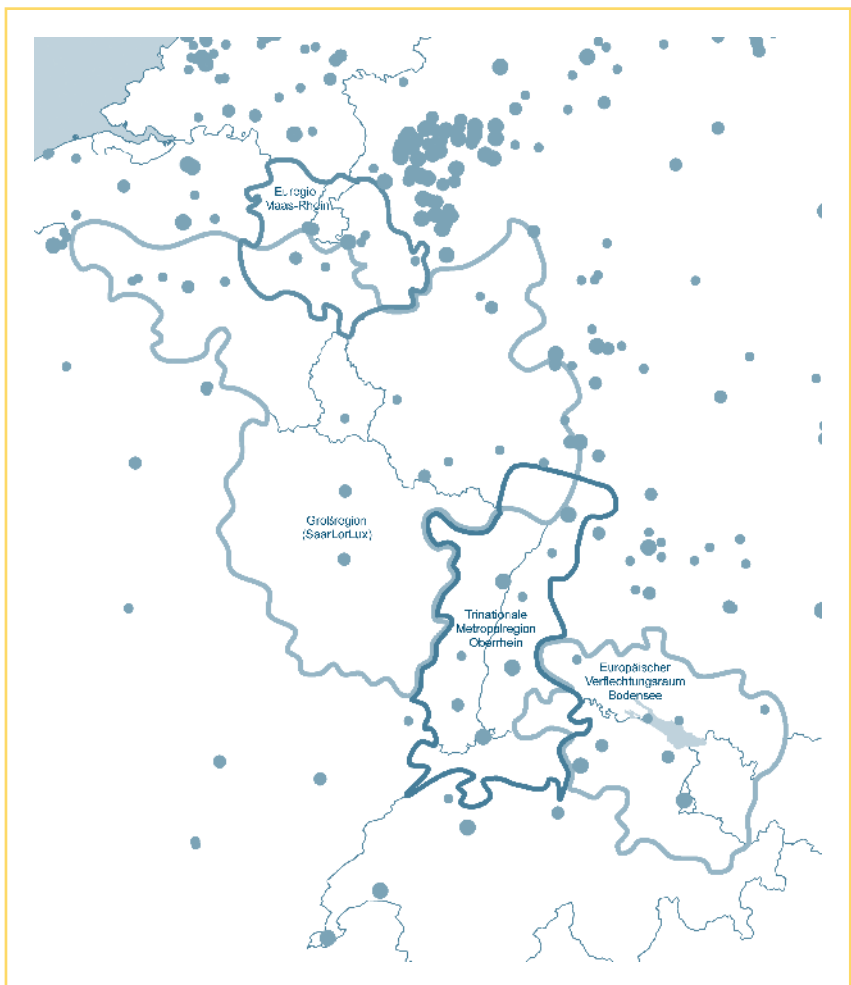 Euregio
Maas-Rhein
Großregion
(SaarLorLux)
Trinationale
Metropolregion
Oberrhein
Europäischer
Verflechtungsraum
Bodensee